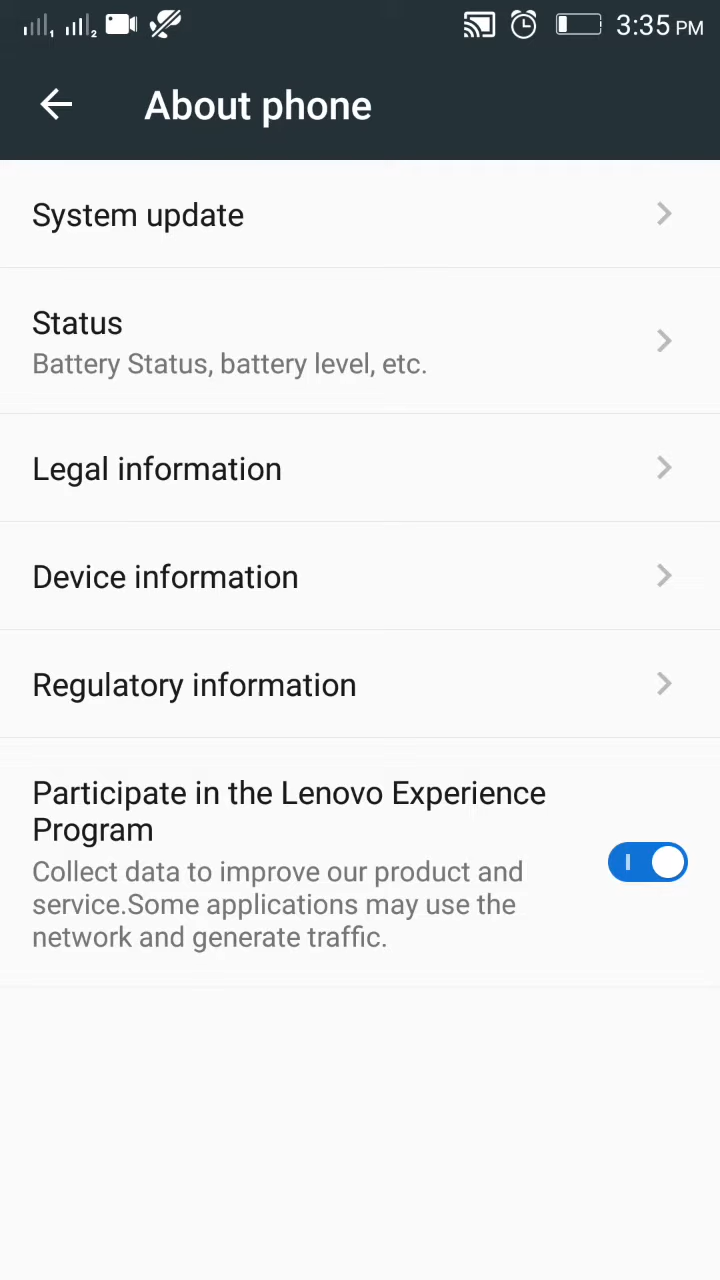 3:35 PM
About phone
System update
Status
Battery Status, battery level, etc.
Legal information
Device information
Regulatory information
Participate in the Lenovo Experience
Program
Collect data to improve our product and
service.Some applications may use the
network and generate traffic.